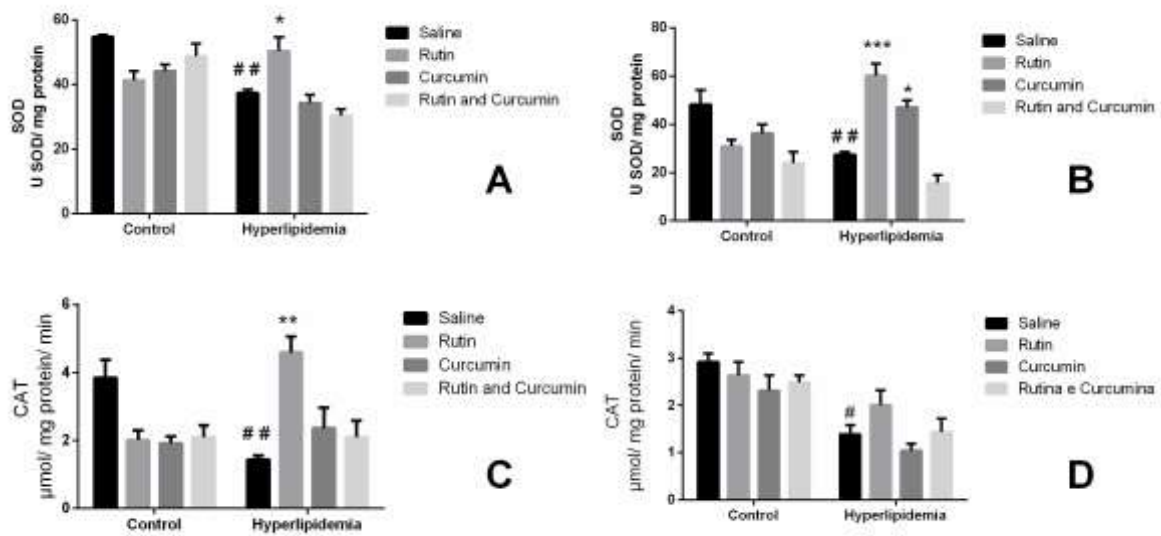 60
40
20
0
SOD
U SOD/ mg protein
# #
*
Control
Hyperlipidemia
Saline
Rutin
Curcumin
Rutin and Curcumin
A
80
60
40
20
0
SOD
U SOD/ mg protein
# #
***
*
Control
Hyperlipidemia
Saline
Rutin
Curcumin
Rutin and Curcumin
B
6
4
2
0
CAT
µmol/ mg protein/ min
# #
**
Control
Hyperlipidemia
Saline
Rutin
Curcumin
Rutin and Curcumin
C
4
3
2
1
0
CAT
µmol/ mg protein/ min
#
Control
Hyperlipidemia
Saline
Rutin
Curcumin
Rutina e Curcumina
D